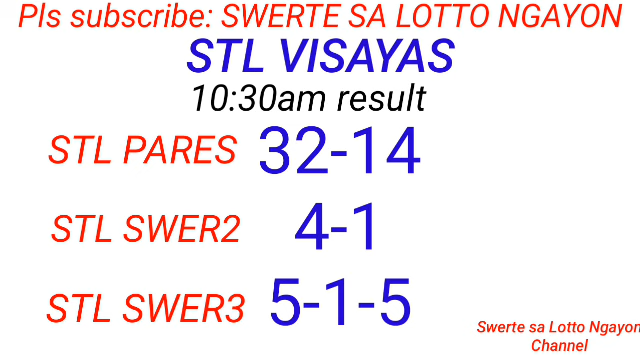 Pls subscribe: SWERTE SA LOTTO NGAYON
STL VISAYAS
10:30am result
STL PARES 32-14
STL SWER2 4-1
STL SWER3 5-1-5
Swerte sa Lotto Ngayon
Channel